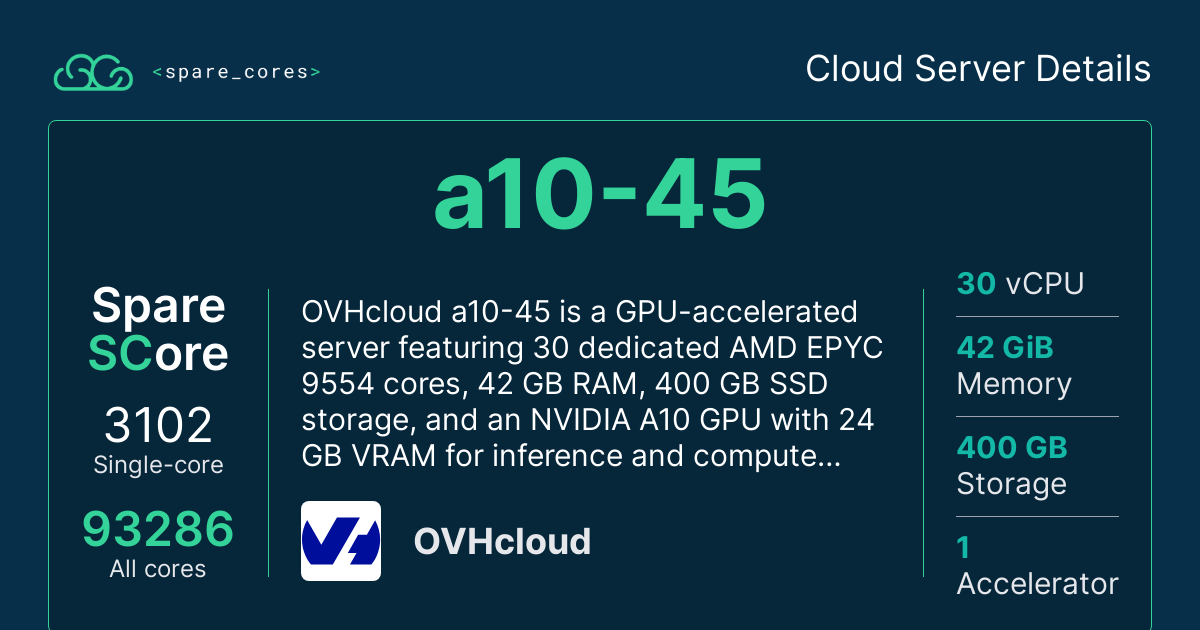 <spare_cores>
Cloud Server Details
a10-45
Spare
SCore
3102
Single-core
93286
All cores
OVHcloud a10-45 is a GPU-accelerated
server featuring 30 dedicated AMD EPYC
9554 cores, 42 GB RAM, 400 GB SSD
storage, and an NVIDIA A10 GPU with 24
GB VRAM for inference and compute...
OVHcloud
30 vCPU
42 GiB
Memory
400 GB
Storage
1
Accelerator